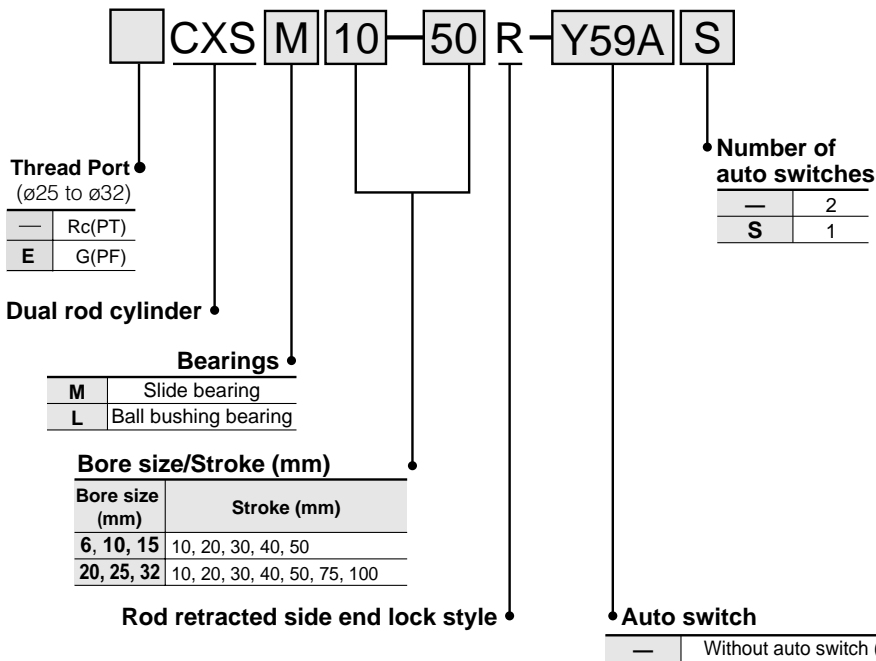 CXS M 10 — 50 R — Y59A S
Thread Port
(ø25 to ø32)
— Rc(PT)
E G(PF)
Number of
auto switches
— 2
S 1
Dual rod cylinder
Bearings
M Slide bearing
L Ball bushing bearing
Bore size/Stroke (mm)
Bore size
(mm)
Stroke (mm)
6, 10, 15 10, 20, 30, 40, 50
20, 25, 32 10, 20, 30, 40, 50, 75, 100
Rod retracted side end lock style
Auto switch
— Without auto switch (